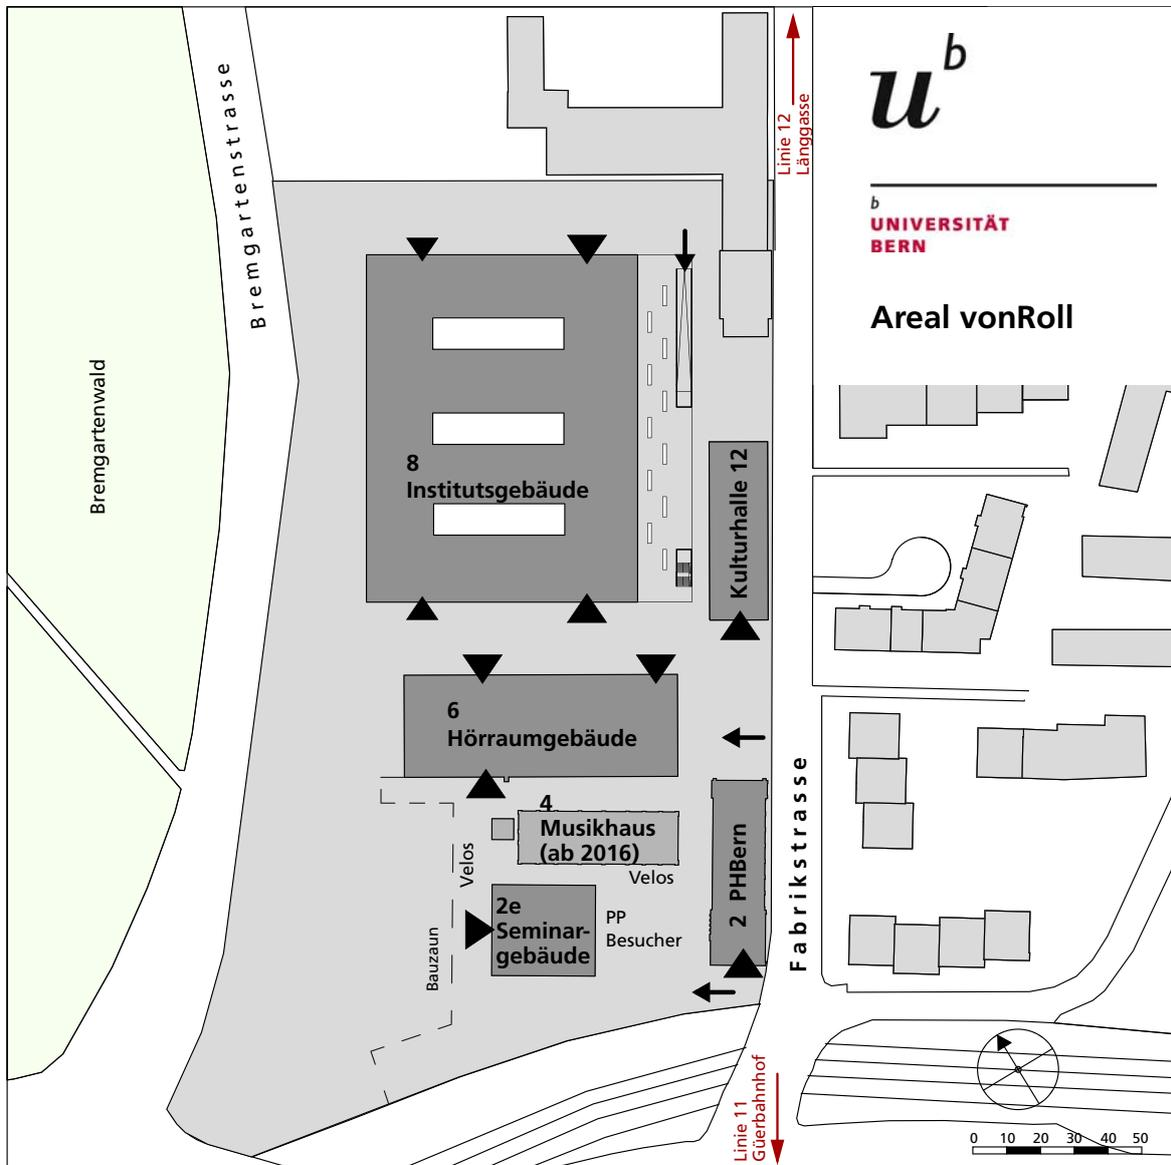 u
b
b
UNIVERSITÄT
BERN
Areal vonRoll
Linie 12
Länggasse
Bremgartenstrasse
Bremgartenwald
8
Institutsgebäude
Kulturhalle 12
6
Hörraumgebäude
4
Musikhaus
(ab 2016)
Velos
Velos
2 PHBern
Fabrikstrasse
2e
Seminar-
gebäude
PP
Besucher
Bauzaun
Linie 11
Güerbahnhof
0 10 20 30 40 50